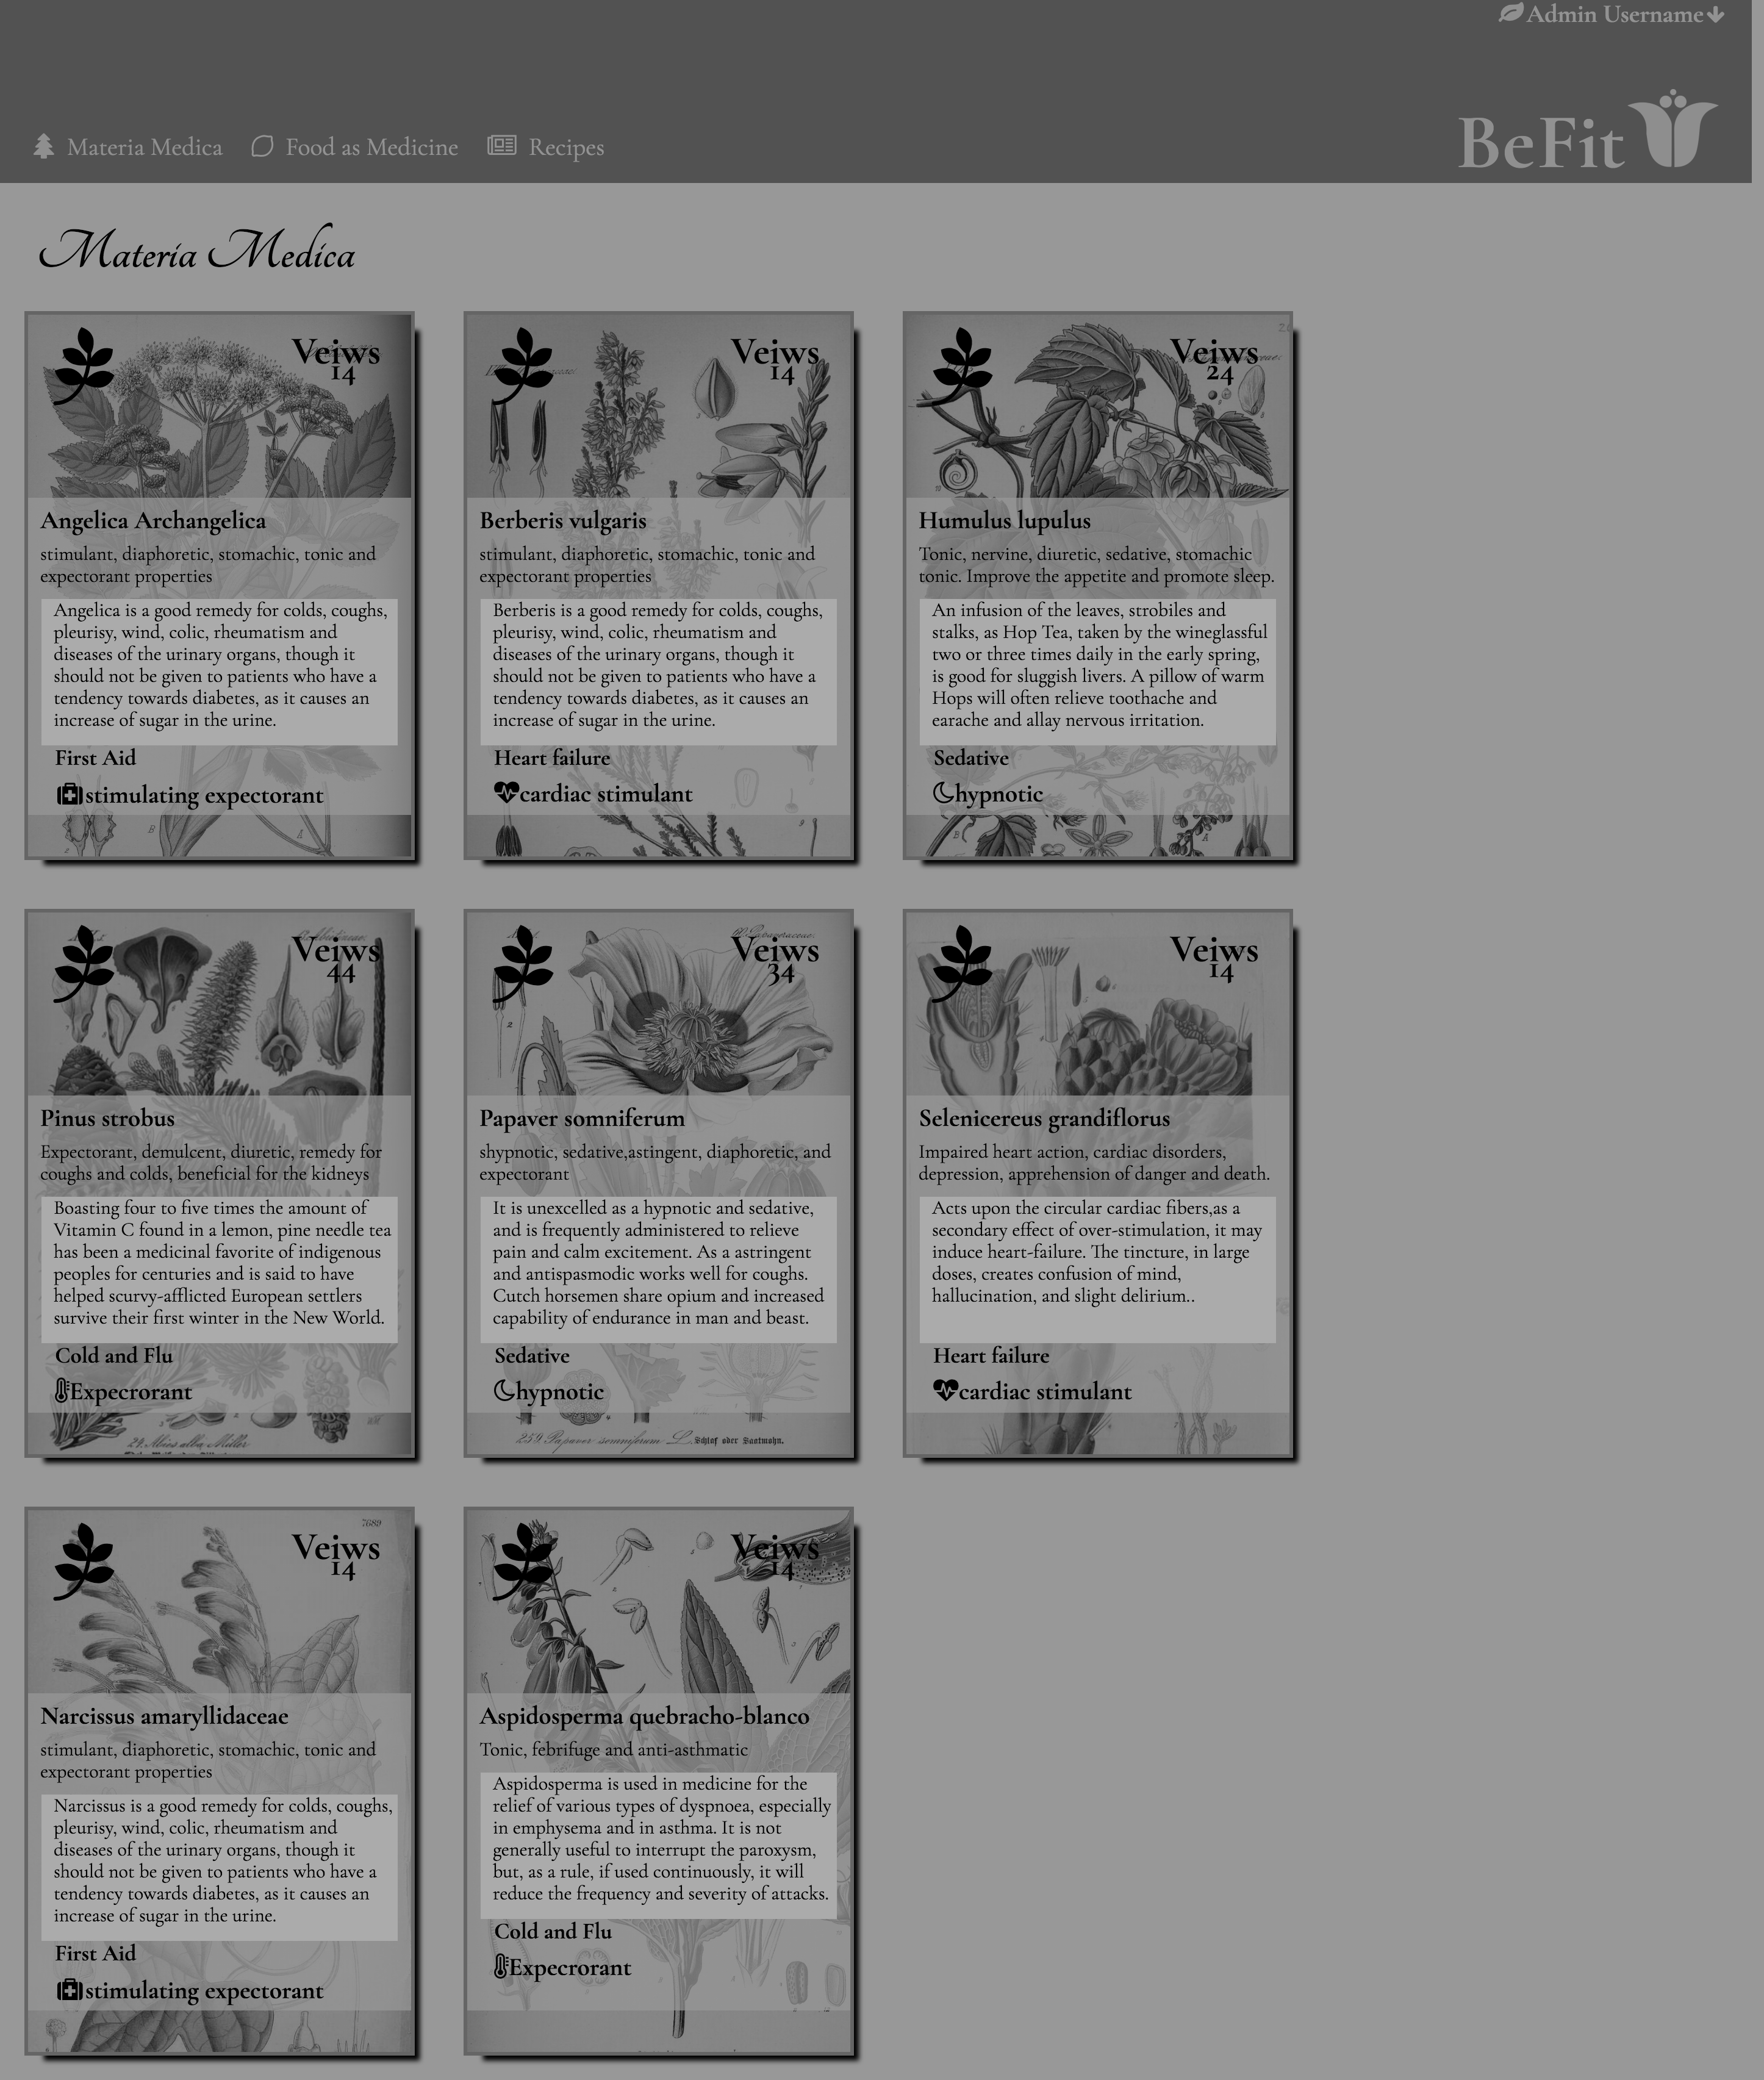 Admin Username
Materia Medica
Food as Medicine
Recipes
BeFit
Materia Medica
Veiws
14
Angelica Archangelica
stimulant, diaphoretic, stomachic, tonic and
expectorant properties
Angelica is a good remedy for colds, coughs,
pleurisy, wind, colic, rheumatism and
diseases of the urinary organs, though it
should not be given to patients who have a
tendency towards diabetes, as it causes an
increase of sugar in the urine.
First Aid
stimulating expectorant
Veiws
14
Berberis vulgaris
stimulant, diaphoretic, stomachic, tonic and
expectorant properties
Berberis is a good remedy for colds, coughs,
pleurisy, wind, colic, rheumatism and
diseases of the urinary organs, though it
should not be given to patients who have a
tendency towards diabetes, as it causes an
increase of sugar in the urine.
Heart failure
cardiac stimulant
Veiws
24
Humulus lupulus
Tonic, nervine, diuretic, sedative, stomachic
tonic. Improve the appetite and promote sleep.
An infusion of the leaves, strobiles and
stalks, as Hop Tea, taken by the wineglassful
two or three times daily in the early spring,
is good for sluggish livers. A pillow of warm
Hops will often relieve toothache and
earache and allay nervous irritation.
Sedative
hypnotic
Veiws
44
Pinus strobus
Expectorant, demulcent, diuretic, remedy for
coughs and colds, beneficial for the kidneys
Boasting four to five times the amount of
Vitamin C found in a lemon, pine needle tea
has been a medicinal favorite of indigenous
peoples for centuries and is said to have
helped scurvy-afflicted European settlers
survive their first winter in the New World.
Cold and Flu
Expecrorant
24. Abies alba Miller
Veiws
34
Papaver somniferum
shypnotic, sedative,astingent, diaphoretic, and
expectorant
It is unexcelled as a hypnotic and sedative,
and is frequently administered to relieve
pain and calm excitement. As a astringent
and antispasmodic works well for coughs.
Cutch horsemen share opium and increased
capability of endurance in man and beast.
Sedative
hypnotic
259 Papaver somniferum L. Schlaf oder Saatmohn.
Veiws
14
Selenicereus grandiflorus
Impaired heart action, cardiac disorders,
depression, apprehension of danger and death.
Acts upon the circular cardiac fibers,as a
secondary effect of over-stimulation, it may
induce heart-failure. The tincture, in large
doses, creates confusion of mind,
hallucination, and slight delirium..
Heart failure
cardiac stimulant
7689
Veiws
14
Narcissus amaryllidaceae
stimulant, diaphoretic, stomachic, tonic and
expectorant properties
Narcissus is a good remedy for colds, coughs,
pleurisy, wind, colic, rheumatism and
diseases of the urinary organs, though it
should not be given to patients who have a
tendency towards diabetes, as it causes an
increase of sugar in the urine.
First Aid
stimulating expectorant
Veiws
14
Aspidosperma quebracho-blanco
Tonic, febrifuge and anti-asthmatic
Aspidosperma is used in medicine for the
relief of various types of dyspnoea, especially
in emphysema and in asthma. It is not
generally useful to interrupt the paroxysm,
but, as a rule, if used continuously, it will
reduce the frequency and severity of attacks.
Cold and Flu
Expecrorant